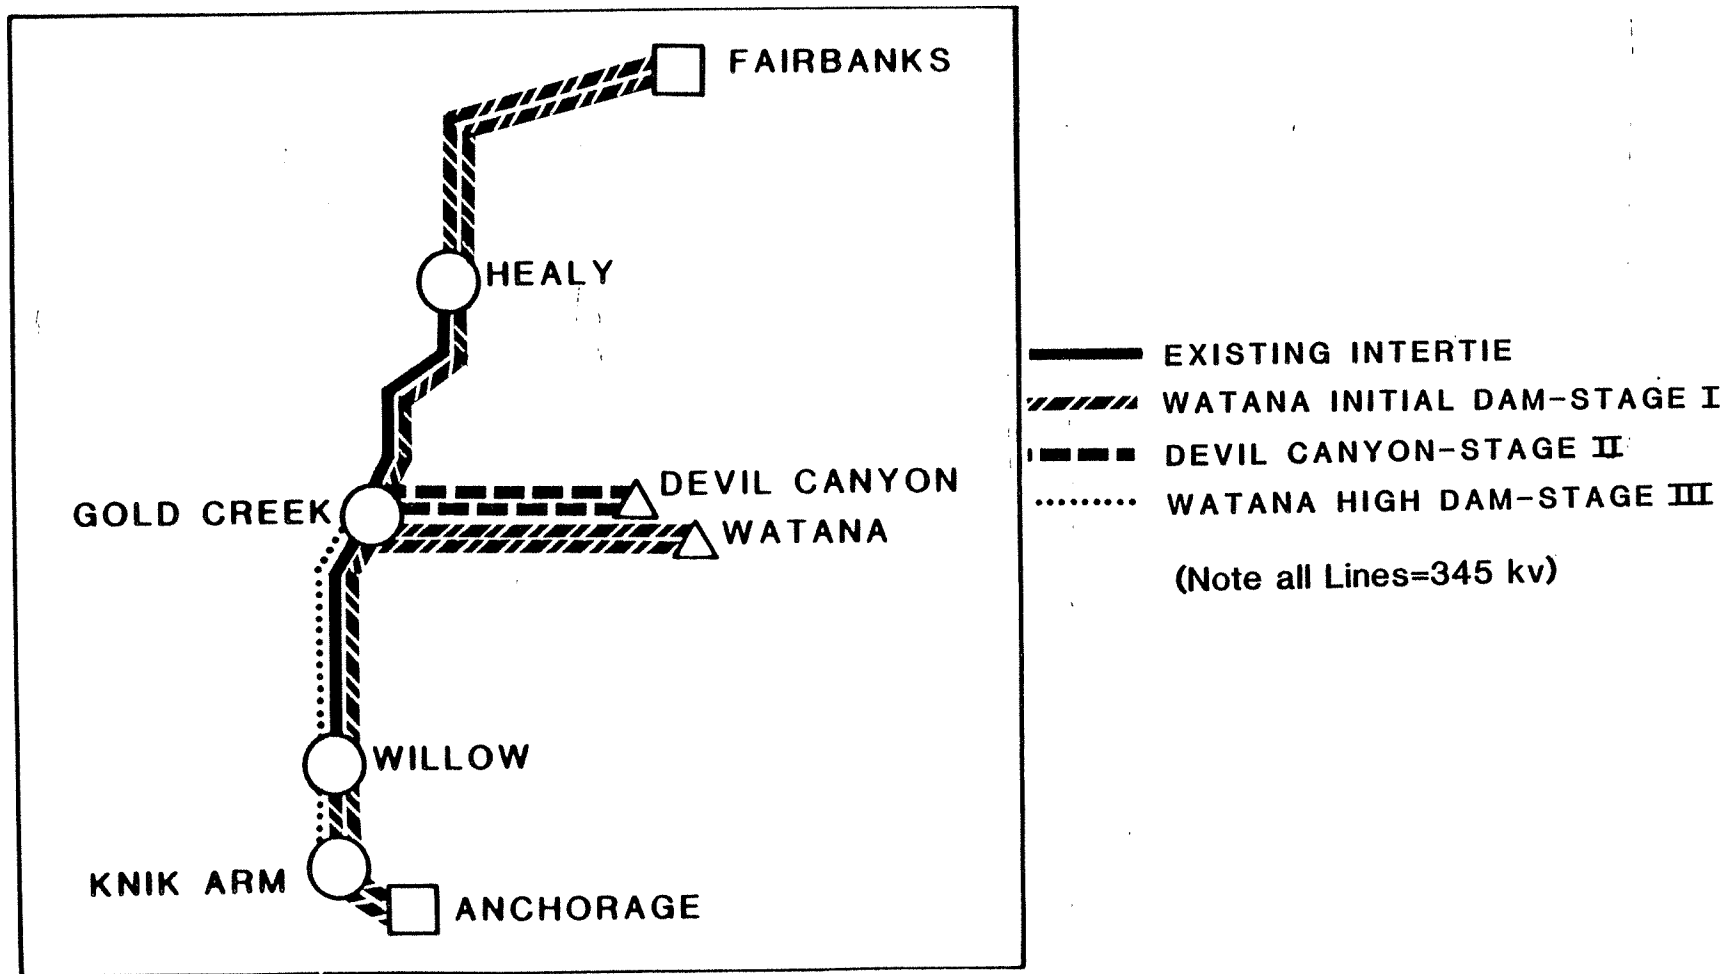 FAIRBANKS
HEALY
EXISTING INTERTIE
WATANA INITIAL DAM-STAGE I
DEVIL CANYON-STAGE II
WATANA HIGH DAM-STAGE III
(Note all Lines=345 kv)
DEVIL CANYON
GOLD CREEK
WATANA
WILLOW
KNIK ARM
ANCHORAGE